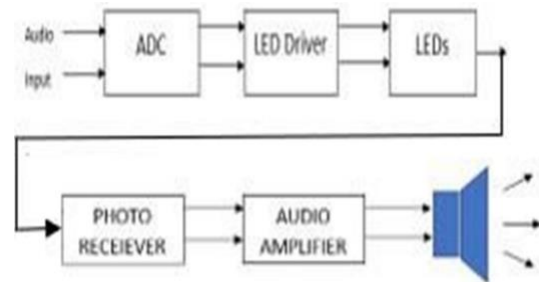 Audio
Input
ADC
LED Driver
LEDs
PHOTO
RECEIEVER
AUDIO
AMPLIFIER